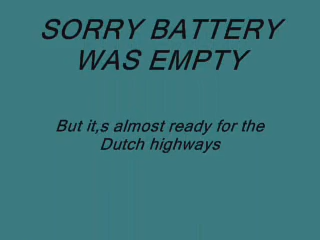 SORRY BATTERY
WAS EMPTY
But it,s almost ready for the
Dutch highways